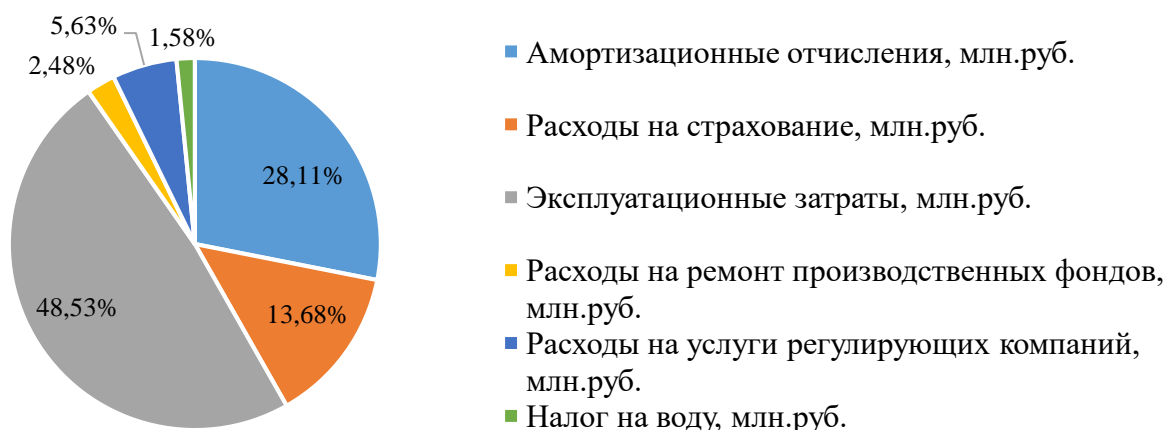 5,63%
1,58%
2,48%
28,11%
48,53%
13,68%
Амортизационные отчисления, млн.руб.
Расходы на страхование, млн.руб.
Эксплуатационные затраты, млн.руб.
Расходы на ремонт производственных фондов,
млн.руб.
Расходы на услуги регулирующих компаний,
млн.руб.
Налог на воду, млн.руб.